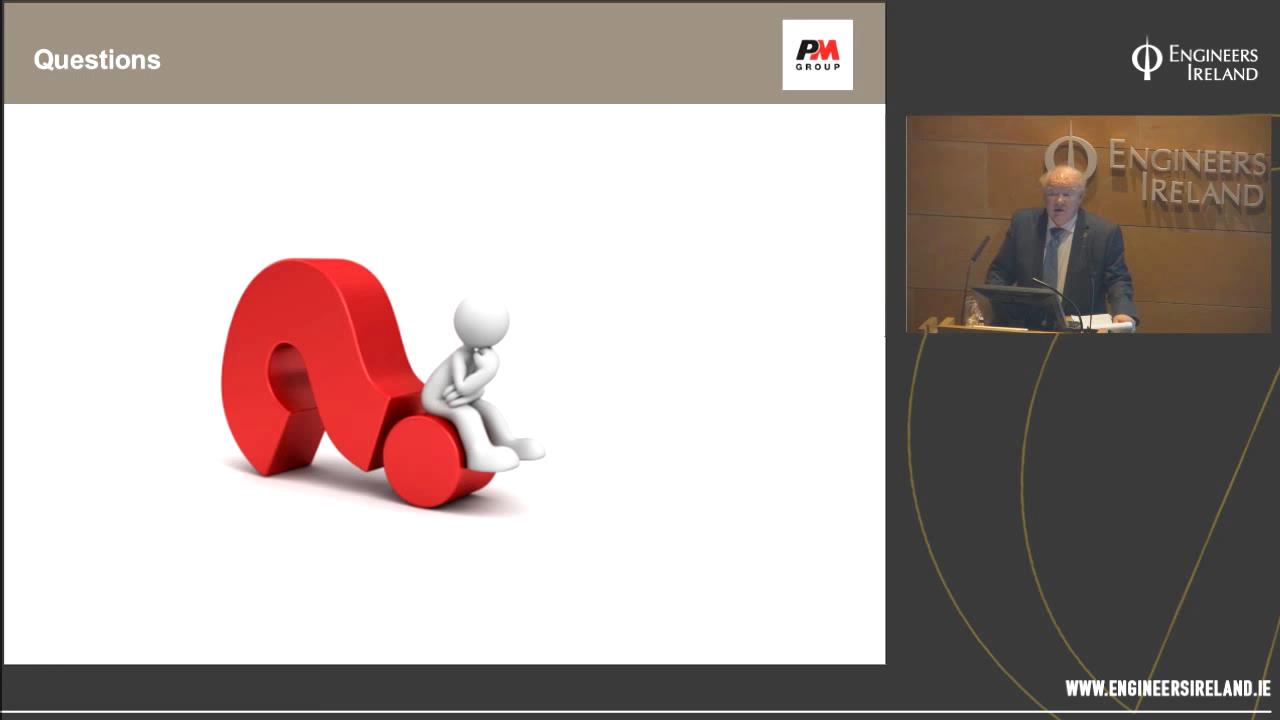 Questions
PM
GROUP
ENGINEERS
IRELAND
ENGINEERS
IRELAND
WWW.ENGINEERSIRELAND.IE